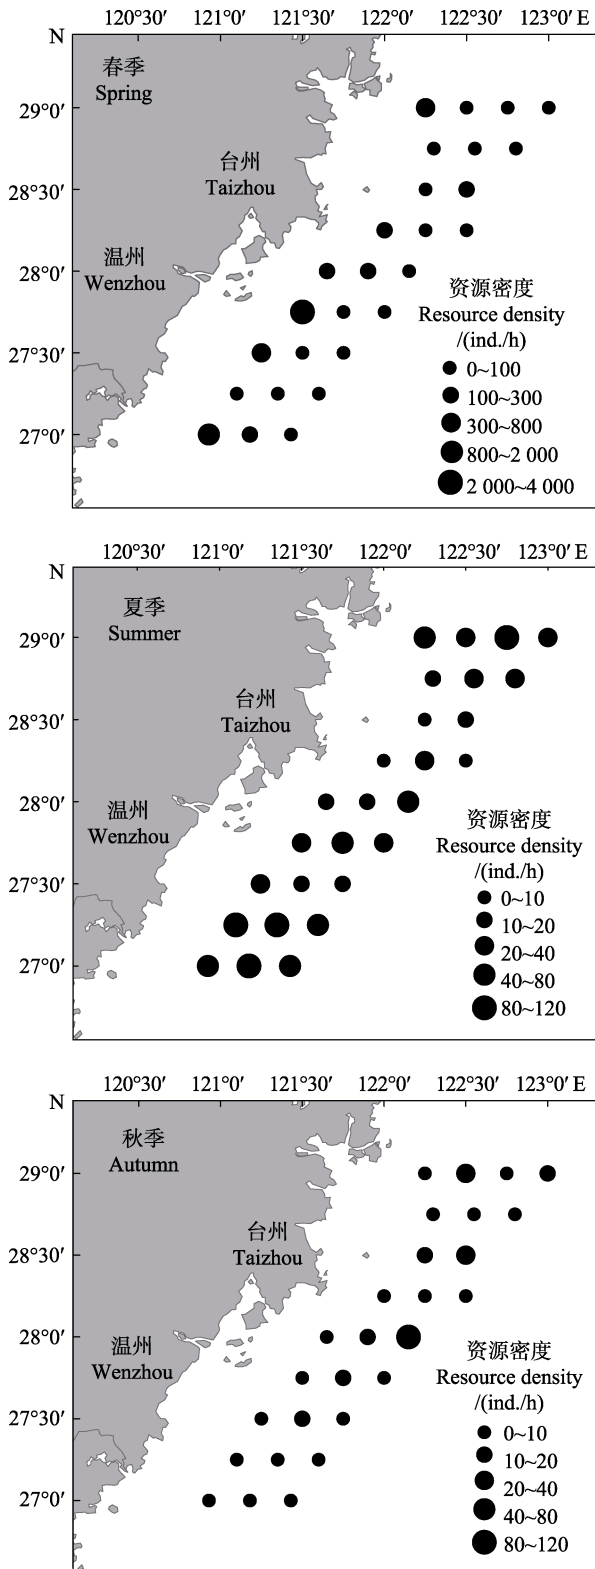 120°30′ 121°0′ 121°30′ 122°0′ 122°30′ 123°0′ E
N
春季
Spring
29°0′
台州
Taizhou
28°30′
温州
Wenzhou
28°0′
资源密度
Resource density
/(ind./h)
27°30′
0~100
100~300
300~800
27°0′
800~2 000
2 000~4 000
120°30′ 121°0′ 121°30′ 122°0′ 122°30′ 123°0′ E
N
夏季
Summer
29°0′
台州
Taizhou
28°30′
28°0′
温州
Wenzhou
资源密度
Resource density
/(ind./h)
27°30′
0~10
10~20
20~40
27°0′
40~80
80~120
120°30′ 121°0′ 121°30′ 122°0′ 122°30′ 123°0′ E
N
秋季
Autumn
29°0′
台州
Taizhou
28°30′
28°0′
温州
Wenzhou
资源密度
Resource density
/(ind./h)
27°30′
0~10
10~20
20~40
27°0′
40~80
80~120